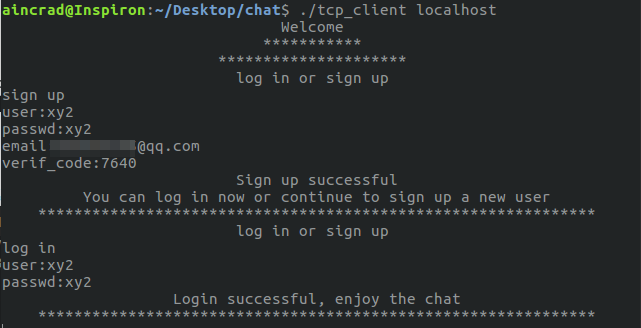 aincrad@Inspiron:~/Desktop/chat$ ./tcp_client localhost
Welcome
***********
*********************
log in or sign up
sign up
user:xy2
passwd:xy2
email @qq.com
verif_code:7640
Sign up successful
You can log in now or continue to sign up a new user
**************************************************************
log in or sign up
log in
user:xy2
passwd:xy2
Login successful, enjoy the chat
**************************************************************